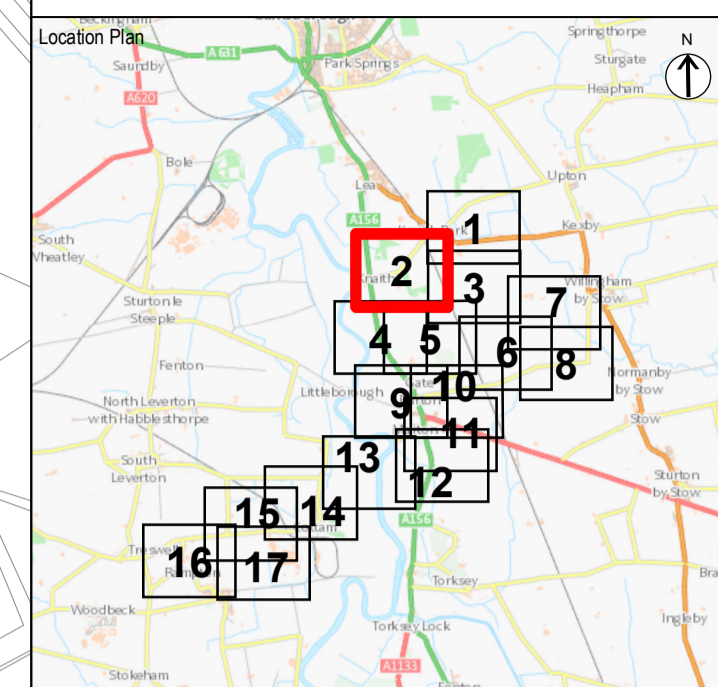 Location Plan
Springthorpe
N
A 631
Saundby
Park Springs
Sturgate
Heapham
A620
Bole
Lea
Upton
A156
Kexby
1
South
Wheatley
2
3
Willingham
by Stow
7
Sturton le
Steeple
4
5
6
8
Fenton
Normanby
by Stow
10
Littleborough
9
North Leverton
with Habblesthorpe
Stow
11
13
South
Leverton
12
Sturton
by Stow
15
14
A156
16
17
Torksey
Woodbeck
Torksey Lock
Ingleby
A1133
Stokeham